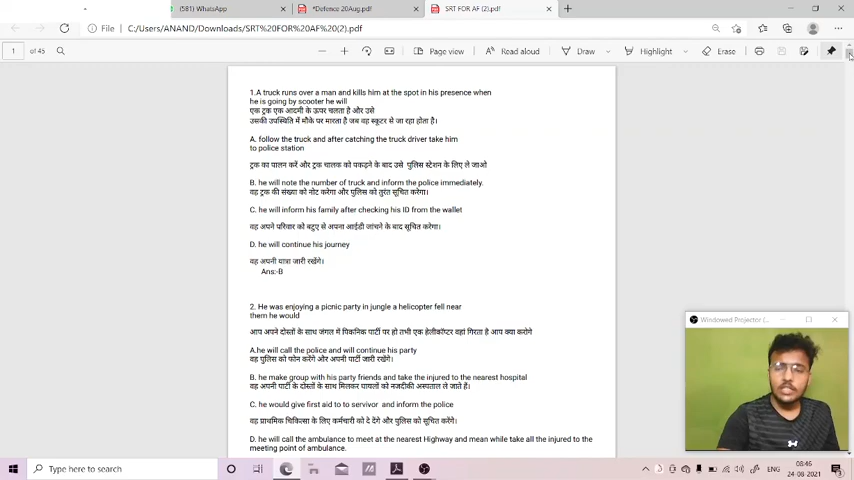 (581) WhatsApp
*Defence 20Aug.pdf
SRT FOR AF (2).pdf
File
C:/Users/ANAND/Downloads/SRT%20FOR%20AF%20(2).pdf
1
of 45
Page view
Read aloud
Draw
Highlight
Erase
1.A truck runs over a man and kills him at the spot in his presence when
he is going by scooter he will
एक ट्रक एक आदमी के ऊपर चलता है और उसे
उसकी उपस्थिति में मौके पर मारता है जब वह स्कूटर से जा रहा होता है।
A. follow the truck and after catching the truck driver take him
to police station
ट्रक का पालन करें और ट्रक चालक को पकड़ने के बाद उसे पुलिस स्टेशन के लिए ले जाओ
B. he will note the number of truck and inform the police immediately.
वह ट्रक की संख्या को नोट करेगा और पुलिस को तुरंत सूचित करेगा।
C. he will inform his family after checking his ID from the wallet
वह अपने परिवार को बटुए से अपना आईडी जांचने के बाद सूचित करेगा।
D. he will continue his journey
वह अपनी यात्रा जारी रखेंगे।
Ans:-B
2. He was enjoying a picnic party in jungle a helicopter fell near
them he would
आप अपने दोस्तों के साथ जंगल में पिकनिक पार्टी पर हो तभी एक हेलीकॉप्टर वहां गिरता है आप क्या करोगे
A.he will call the police and will continue his party
वह पुलिस को फोन करेंगे और अपनी पार्टी जारी रखेंगे।
B. he make group with his party friends and take the injured to the nearest hospital
वह अपनी पार्टी के दोस्तों के साथ मिलकर घायलों को नजदीकी अस्पताल ले जाते है।
C. he would give first aid to to servivor and inform the police
वह प्राथमिक चिकित्सा के लिए कर्मचारी को दे देंगे और पुलिस को सूचित करेंगे।
D. he will call the ambulance to meet at the nearest Highway and mean while take all the injured to the
meeting point of ambulance.
Windowed Projector (
Type here to search
ENG
08:46
24-08-2021